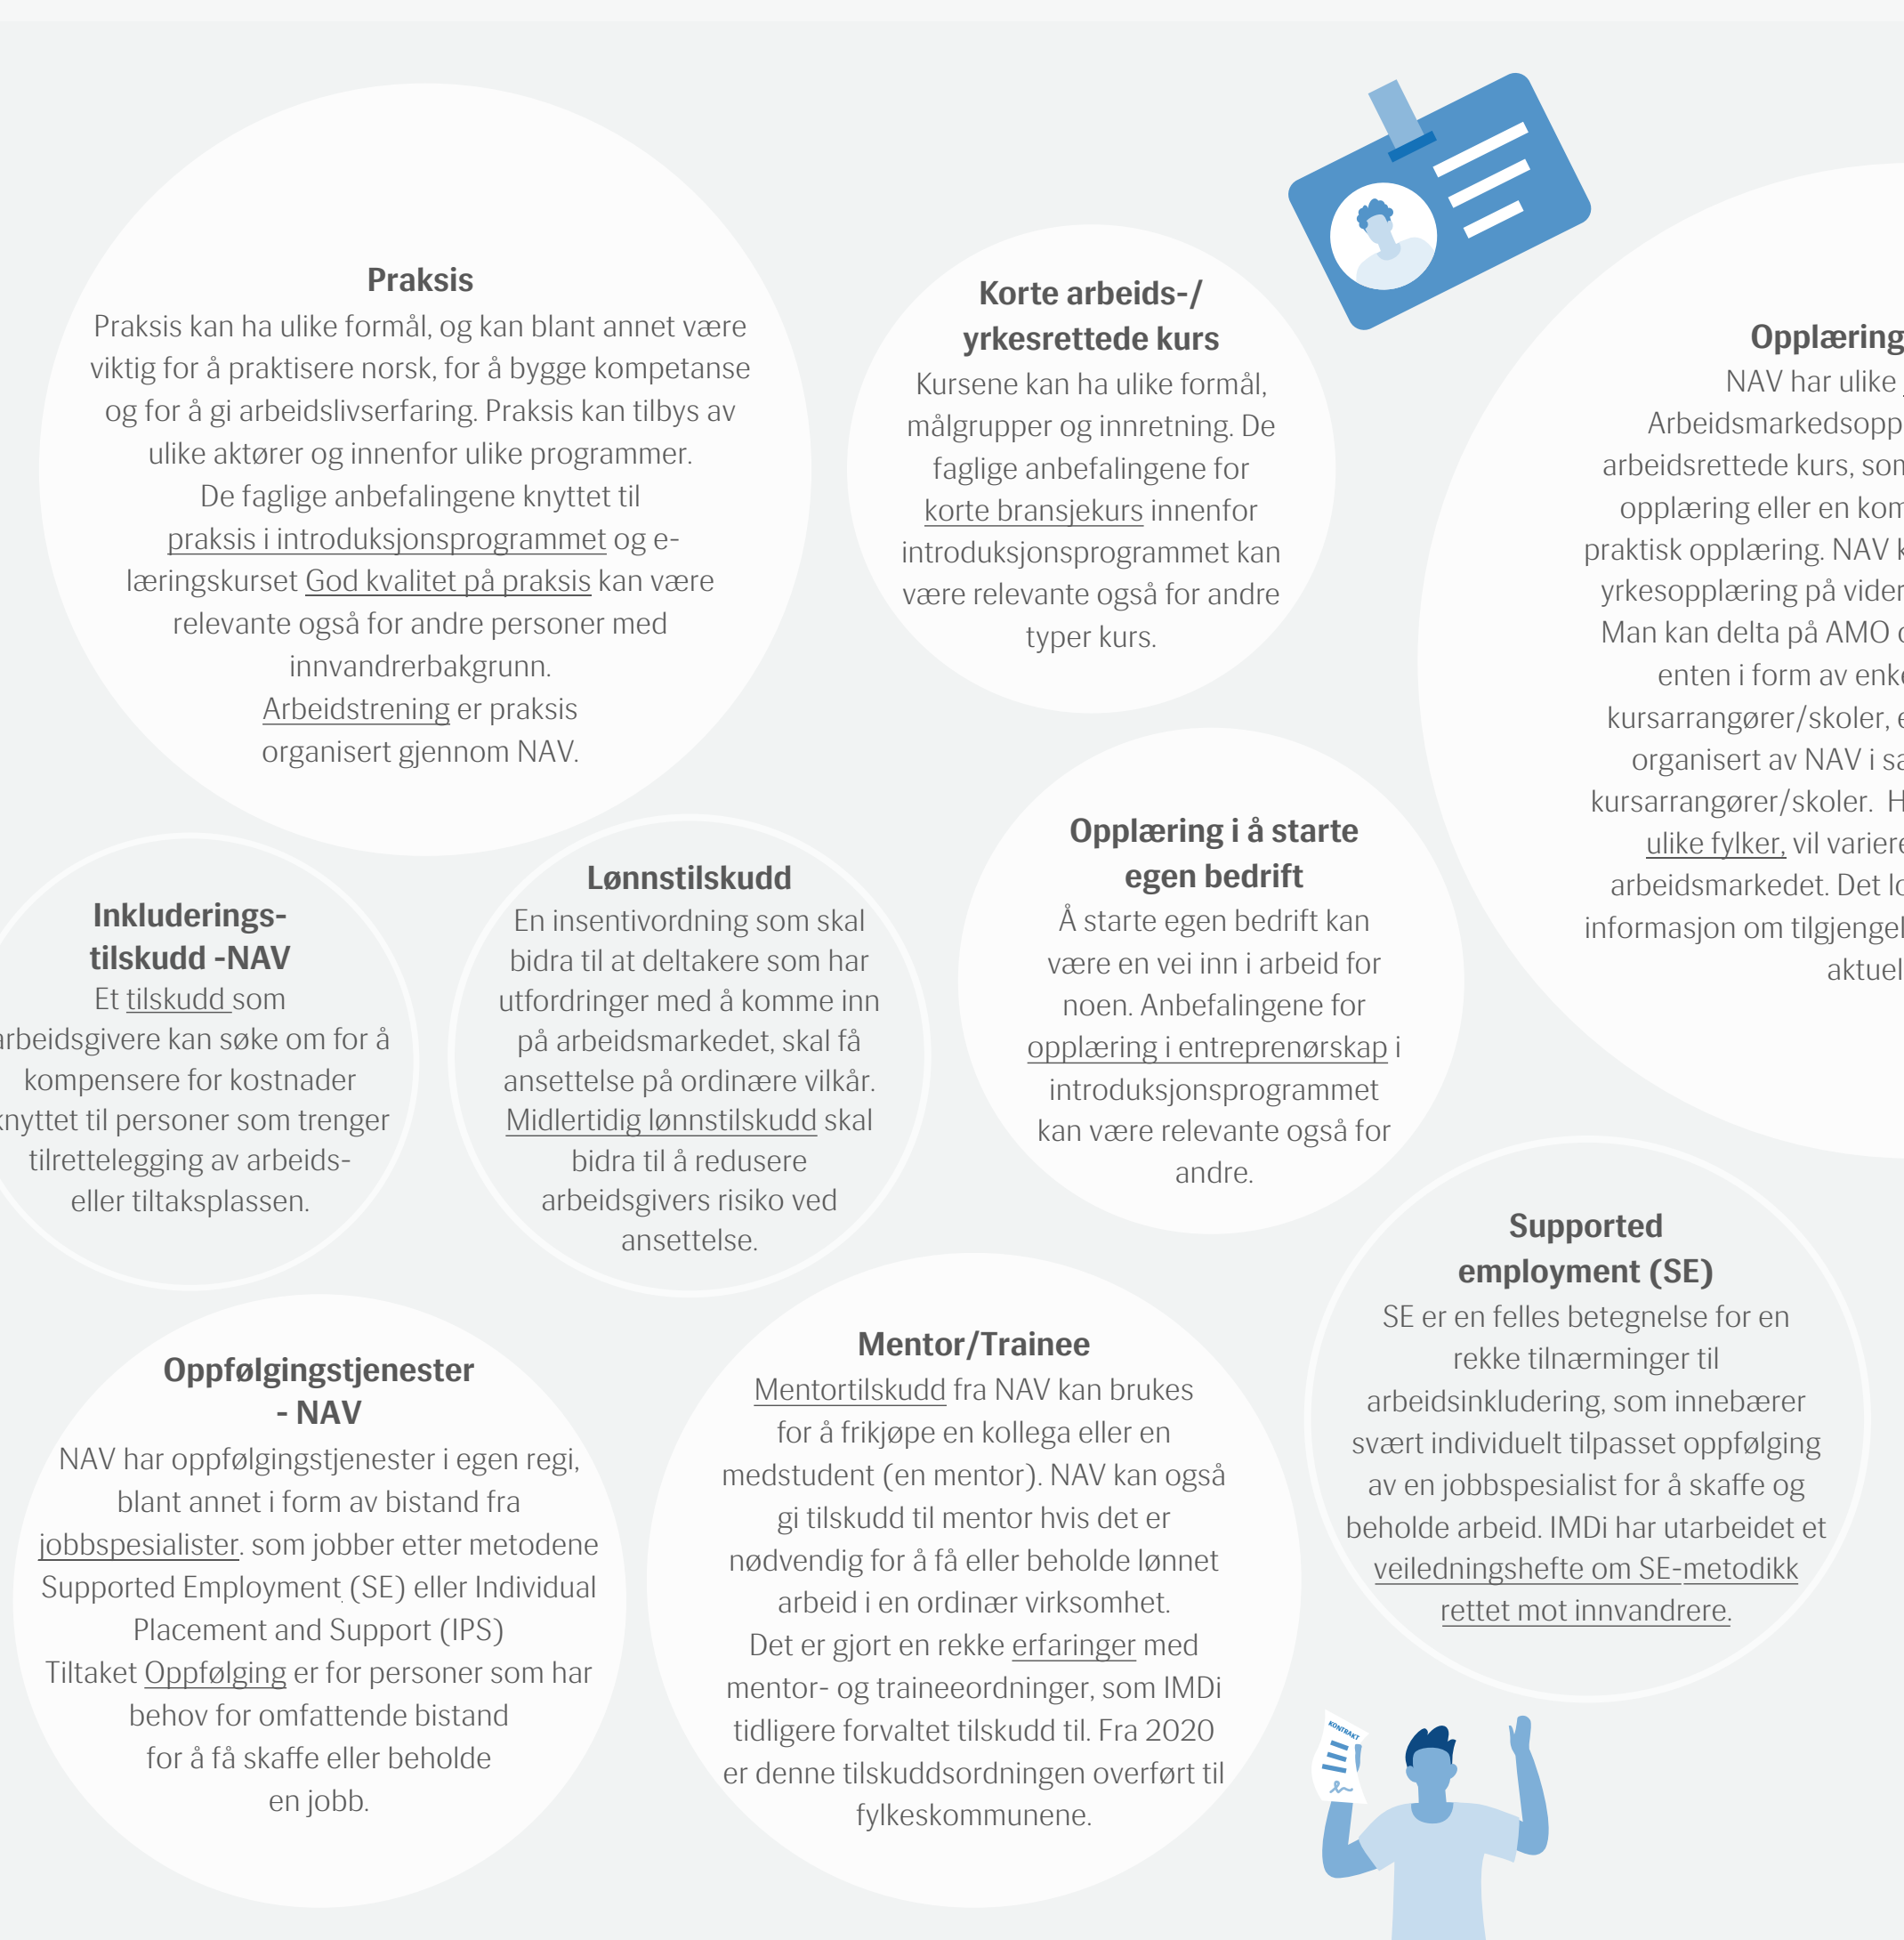 Praksis
Praksis kan ha ulike formål, og kan blant annet være
viktig for å praktisere norsk, for å bygge kompetanse
og for å gi arbeidslivserfaring. Praksis kan tilbys av
ulike aktører og innenfor ulike programmer.
De faglige anbefalingene knyttet til
praksis i introduksjonsprogrammet og e-
læringskurset God kvalitet på praksis kan være
relevante også for andre personer med
innvandrerbakgrunn.
Arbeidstrening er praksis
organisert gjennom NAV.
Korte arbeids-/
yrkesrettede kurs
Kursene kan ha ulike formål,
målgrupper og innretning. De
faglige anbefalingene for
korte bransjekurs innenfor
introduksjonsprogrammet kan
være relevante også for andre
typer kurs.
Opplæring
NAV har ulike
Arbeidsmarkedsopp
arbeidsrettede kurs, som
opplæring eller en kom
praktisk opplæring. NAV k
yrkesopplæring på vider
Man kan delta på AMO o
enten i form av enke
kursarrangører/skoler, e
organisert av NAV i sa
kursarrangører/skoler. H
ulike fylker, vil variere
arbeidsmarkedet. Det lo
informasjon om tilgjengel
aktuel
Inkluderings-
tilskudd -NAV
Et tilskudd som
arbeidsgivere kan søke om for å
kompensere for kostnader
knyttet til personer som trenger
tilrettelegging av arbeids-
eller tiltaksplassen.
Lønnstilskudd
En insentivordning som skal
bidra til at deltakere som har
utfordringer med å komme inn
på arbeidsmarkedet, skal få
ansettelse på ordinære vilkår.
Midlertidig lønnstilskudd skal
bidra til å redusere
arbeidsgivers risiko ved
ansettelse.
Opplæring i å starte
egen bedrift
Å starte egen bedrift kan
være en vei inn i arbeid for
noen. Anbefalingene for
opplæring i entreprenørskap i
introduksjonsprogrammet
kan være relevante også for
andre.
Supported
employment (SE)
SE er en felles betegnelse for en
rekke tilnærminger til
arbeidsinkludering, som innebærer
svært individuelt tilpasset oppfølging
av en jobbspesialist for å skaffe og
beholde arbeid. IMDi har utarbeidet et
veiledningshefte om SE-metodikk
rettet mot innvandrere.
Oppfølgingstjenester
- NAV
NAV har oppfølgingstjenester i egen regi,
blant annet i form av bistand fra
jobbspesialister. som jobber etter metodene
Supported Employment (SE) eller Individual
Placement and Support (IPS)
Tiltaket Oppfølging er for personer som har
behov for omfattende bistand
for å få skaffe eller beholde
en jobb.
Mentor/Trainee
Mentortilskudd fra NAV kan brukes
for å frikjøpe en kollega eller en
medstudent (en mentor). NAV kan også
gi tilskudd til mentor hvis det er
nødvendig for å få eller beholde lønnet
arbeid i en ordinær virksomhet.
Det er gjort en rekke erfaringer med
mentor- og traineeordninger, som IMDi
tidligere forvaltet tilskudd til. Fra 2020
er denne tilskuddsordningen overført til
fylkeskommunene.
KONTRAKT